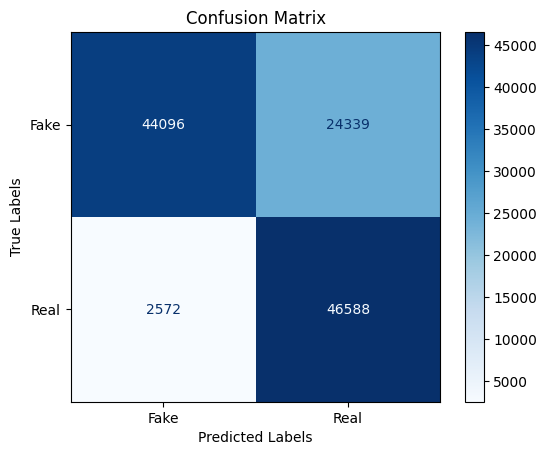 Confusion Matrix
True Labels
Fake
44096
24339
Real
2572
46588
Fake
Real
Predicted Labels
45000
40000
35000
30000
25000
20000
15000
10000
5000